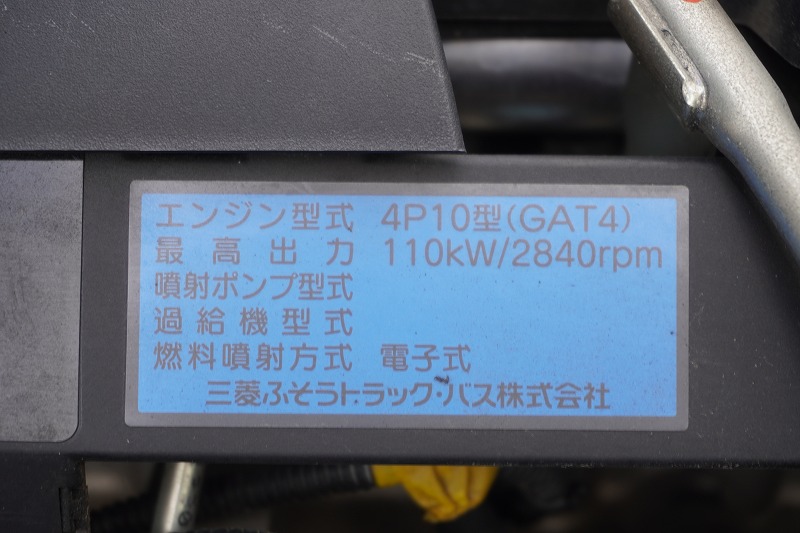 エンジン型式 4P10型(GAT4)
最高出力 110kW/2840rpm
噴射ポンプ型式
過給機型式
燃料噴射方式 電子式
三菱ふそうトラック・バス株式会社